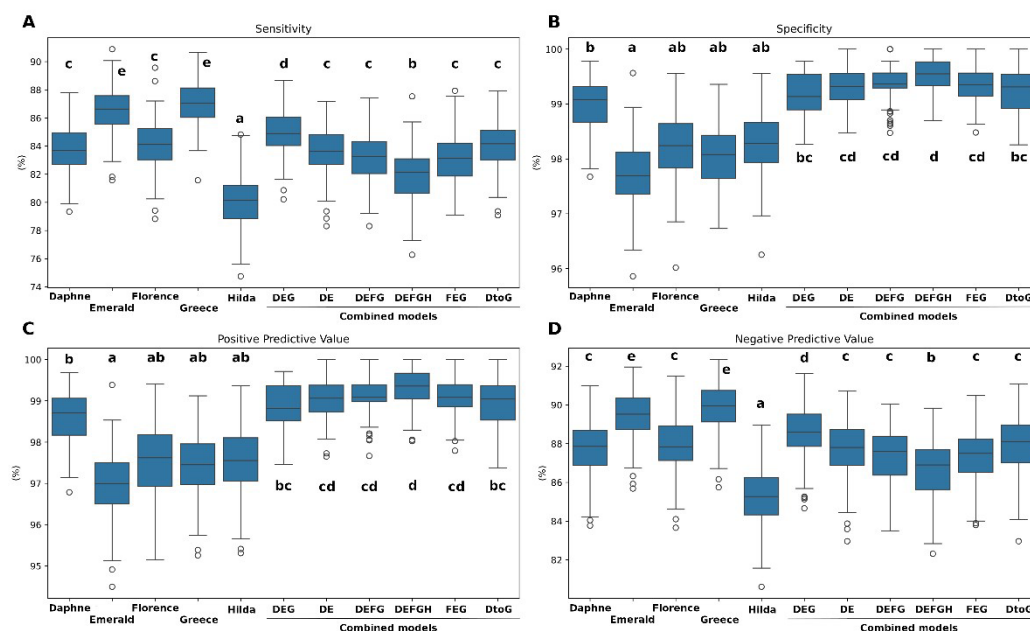 A
Sensitivity
c e c e a d c c b c c
(%)
90
88
86
84
82
80
78
76
74
Daphne Emerald Florence Greece Hilda DEG DE DEFG DEFGH FEG DtoG
Combined models
B
Specificity
b a ab ab ab
bc cd cd d cd bc
(%)
100
99
98
97
96
Daphne Emerald Florence Greece Hilda DEG DE DEFG DEFGH FEG DtoG
Combined models
C
Positive Predictive Value
b a ab ab ab
bc cd cd d cd bc
(%)
100
99
98
97
96
95
Daphne Emerald Florence Greece Hilda DEG DE DEFG DEFGH FEG DtoG
Combined models
D
Negative Predictive Value
c e c e a d c c b c c
(%)
92
90
88
86
84
82
Daphne Emerald Florence Greece Hilda DEG DE DEFG DEFGH FEG DtoG
Combined models